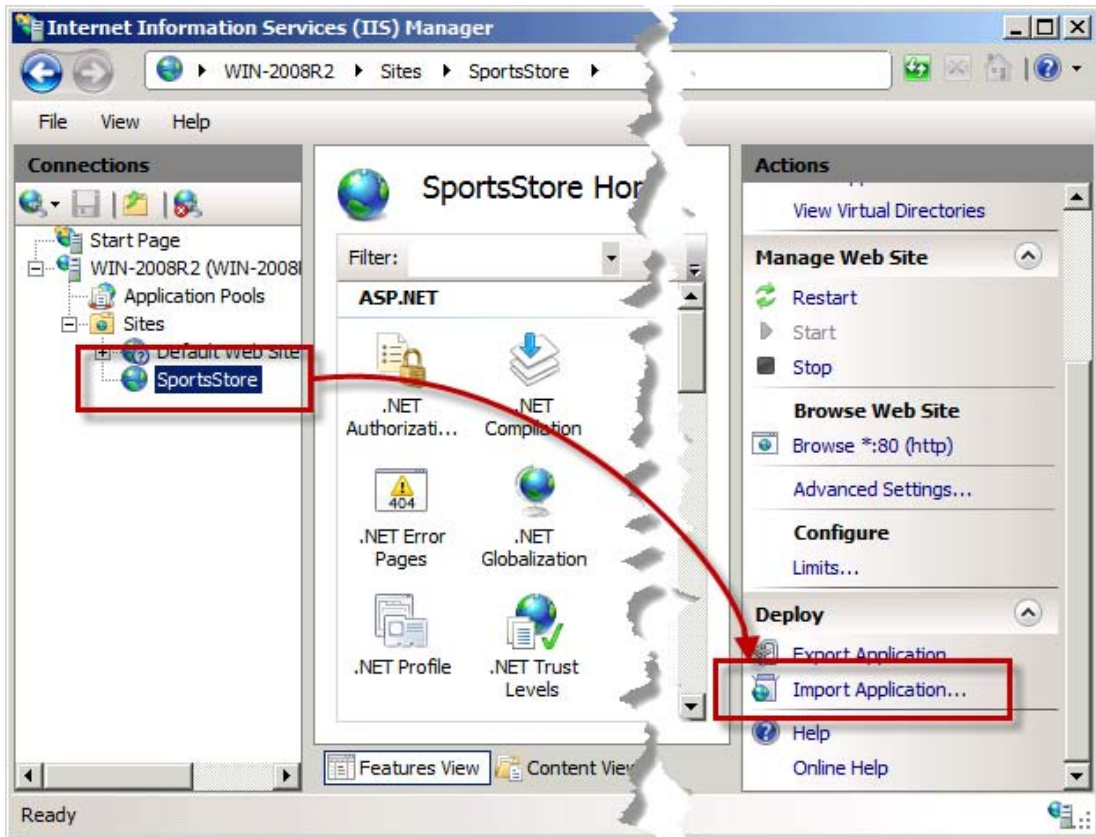 Internet Information Services (IIS) Manager
WIN-2008R2 Sites SportsStore
File View Help
Connections
Start Page
WIN-2008R2 (WIN-2008
Application Pools
Sites
Default Web Site
SportsStore
SportsStore Hor
Filter:
ASP.NET
.NET Authorizati...
.NET Compilation
404
.NET Error Pages
.NET Globalization
.NET Profile
.NET Trust Levels
Features View
Content View
Actions
View Virtual Directories
Manage Web Site
Restart
Start
Stop
Browse Web Site
Browse *:80 (http)
Advanced Settings...
Configure
Limits...
Deploy
Export Application
Import Application...
Help
Online Help
Ready